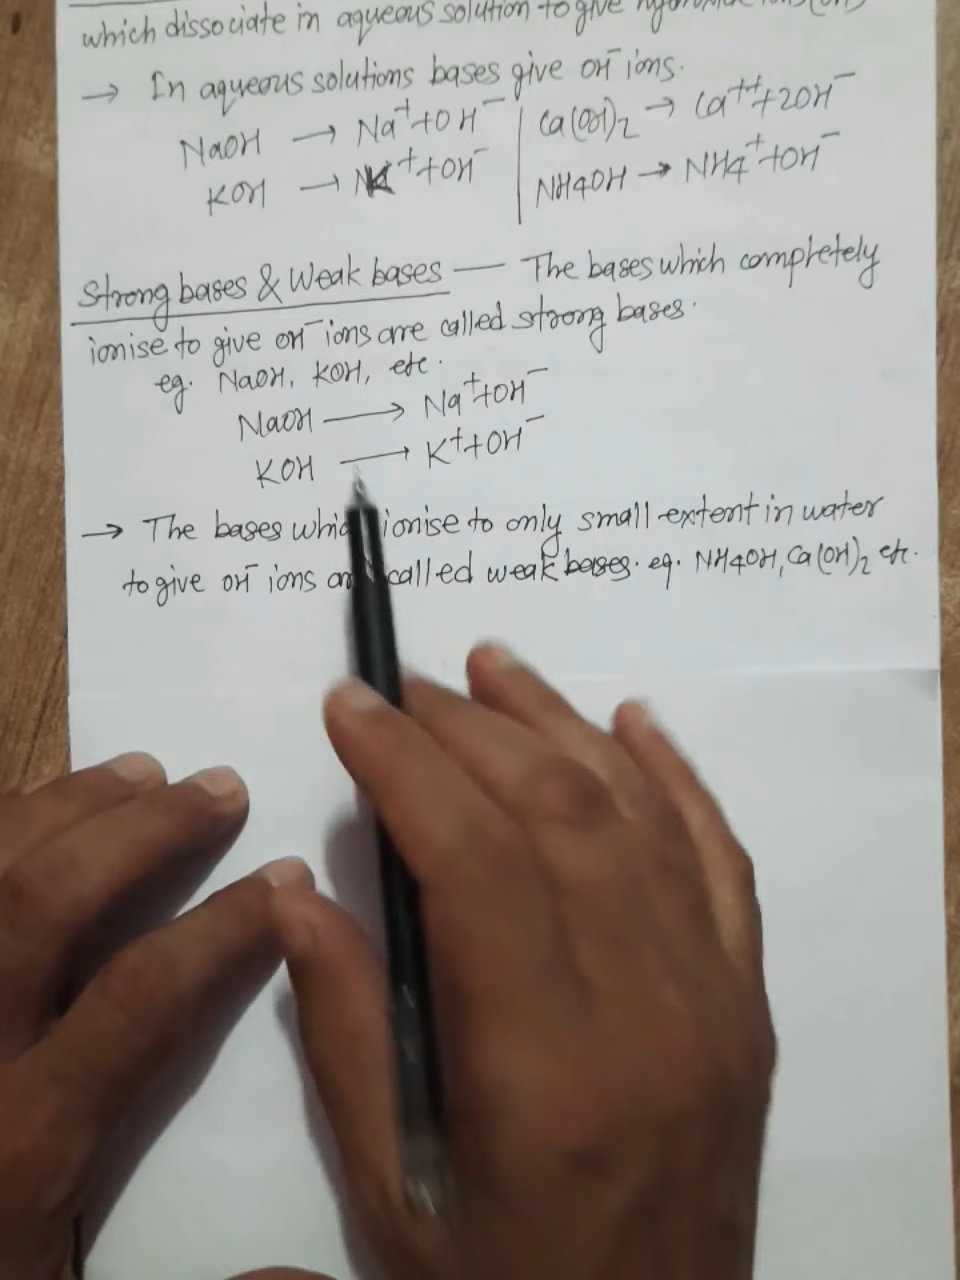 which dissociate in aqueous solution to give
→ In aqueous solutions bases give OH⁻ ions.
NaOH → Na⁺+OH⁻ | Ca(OH)₂ → Ca⁺⁺+2OH⁻
KOH → K⁺+OH⁻ | NH4OH → NH4⁺+OH⁻
Strong bases & Weak bases — The bases which completely
ionise to give OH⁻ ions are called strong bases.
eg. NaOH, KOH, etc.
NaOH → Na⁺+OH⁻
KOH → K⁺+OH⁻
→ The bases ionise to only small extent in water
to give OH⁻ ions called weak bases. eg. NH4OH, Ca(OH)₂ etc.